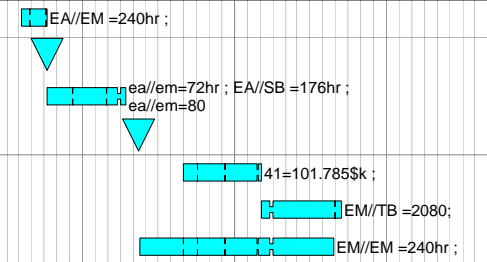 EA//EM =240hr ;
ea//em=72hr ; EA//SB =176hr ;
ea//em=80
41=101.785$k ;
EM//TB =2080;
EM//EM =240hr ;